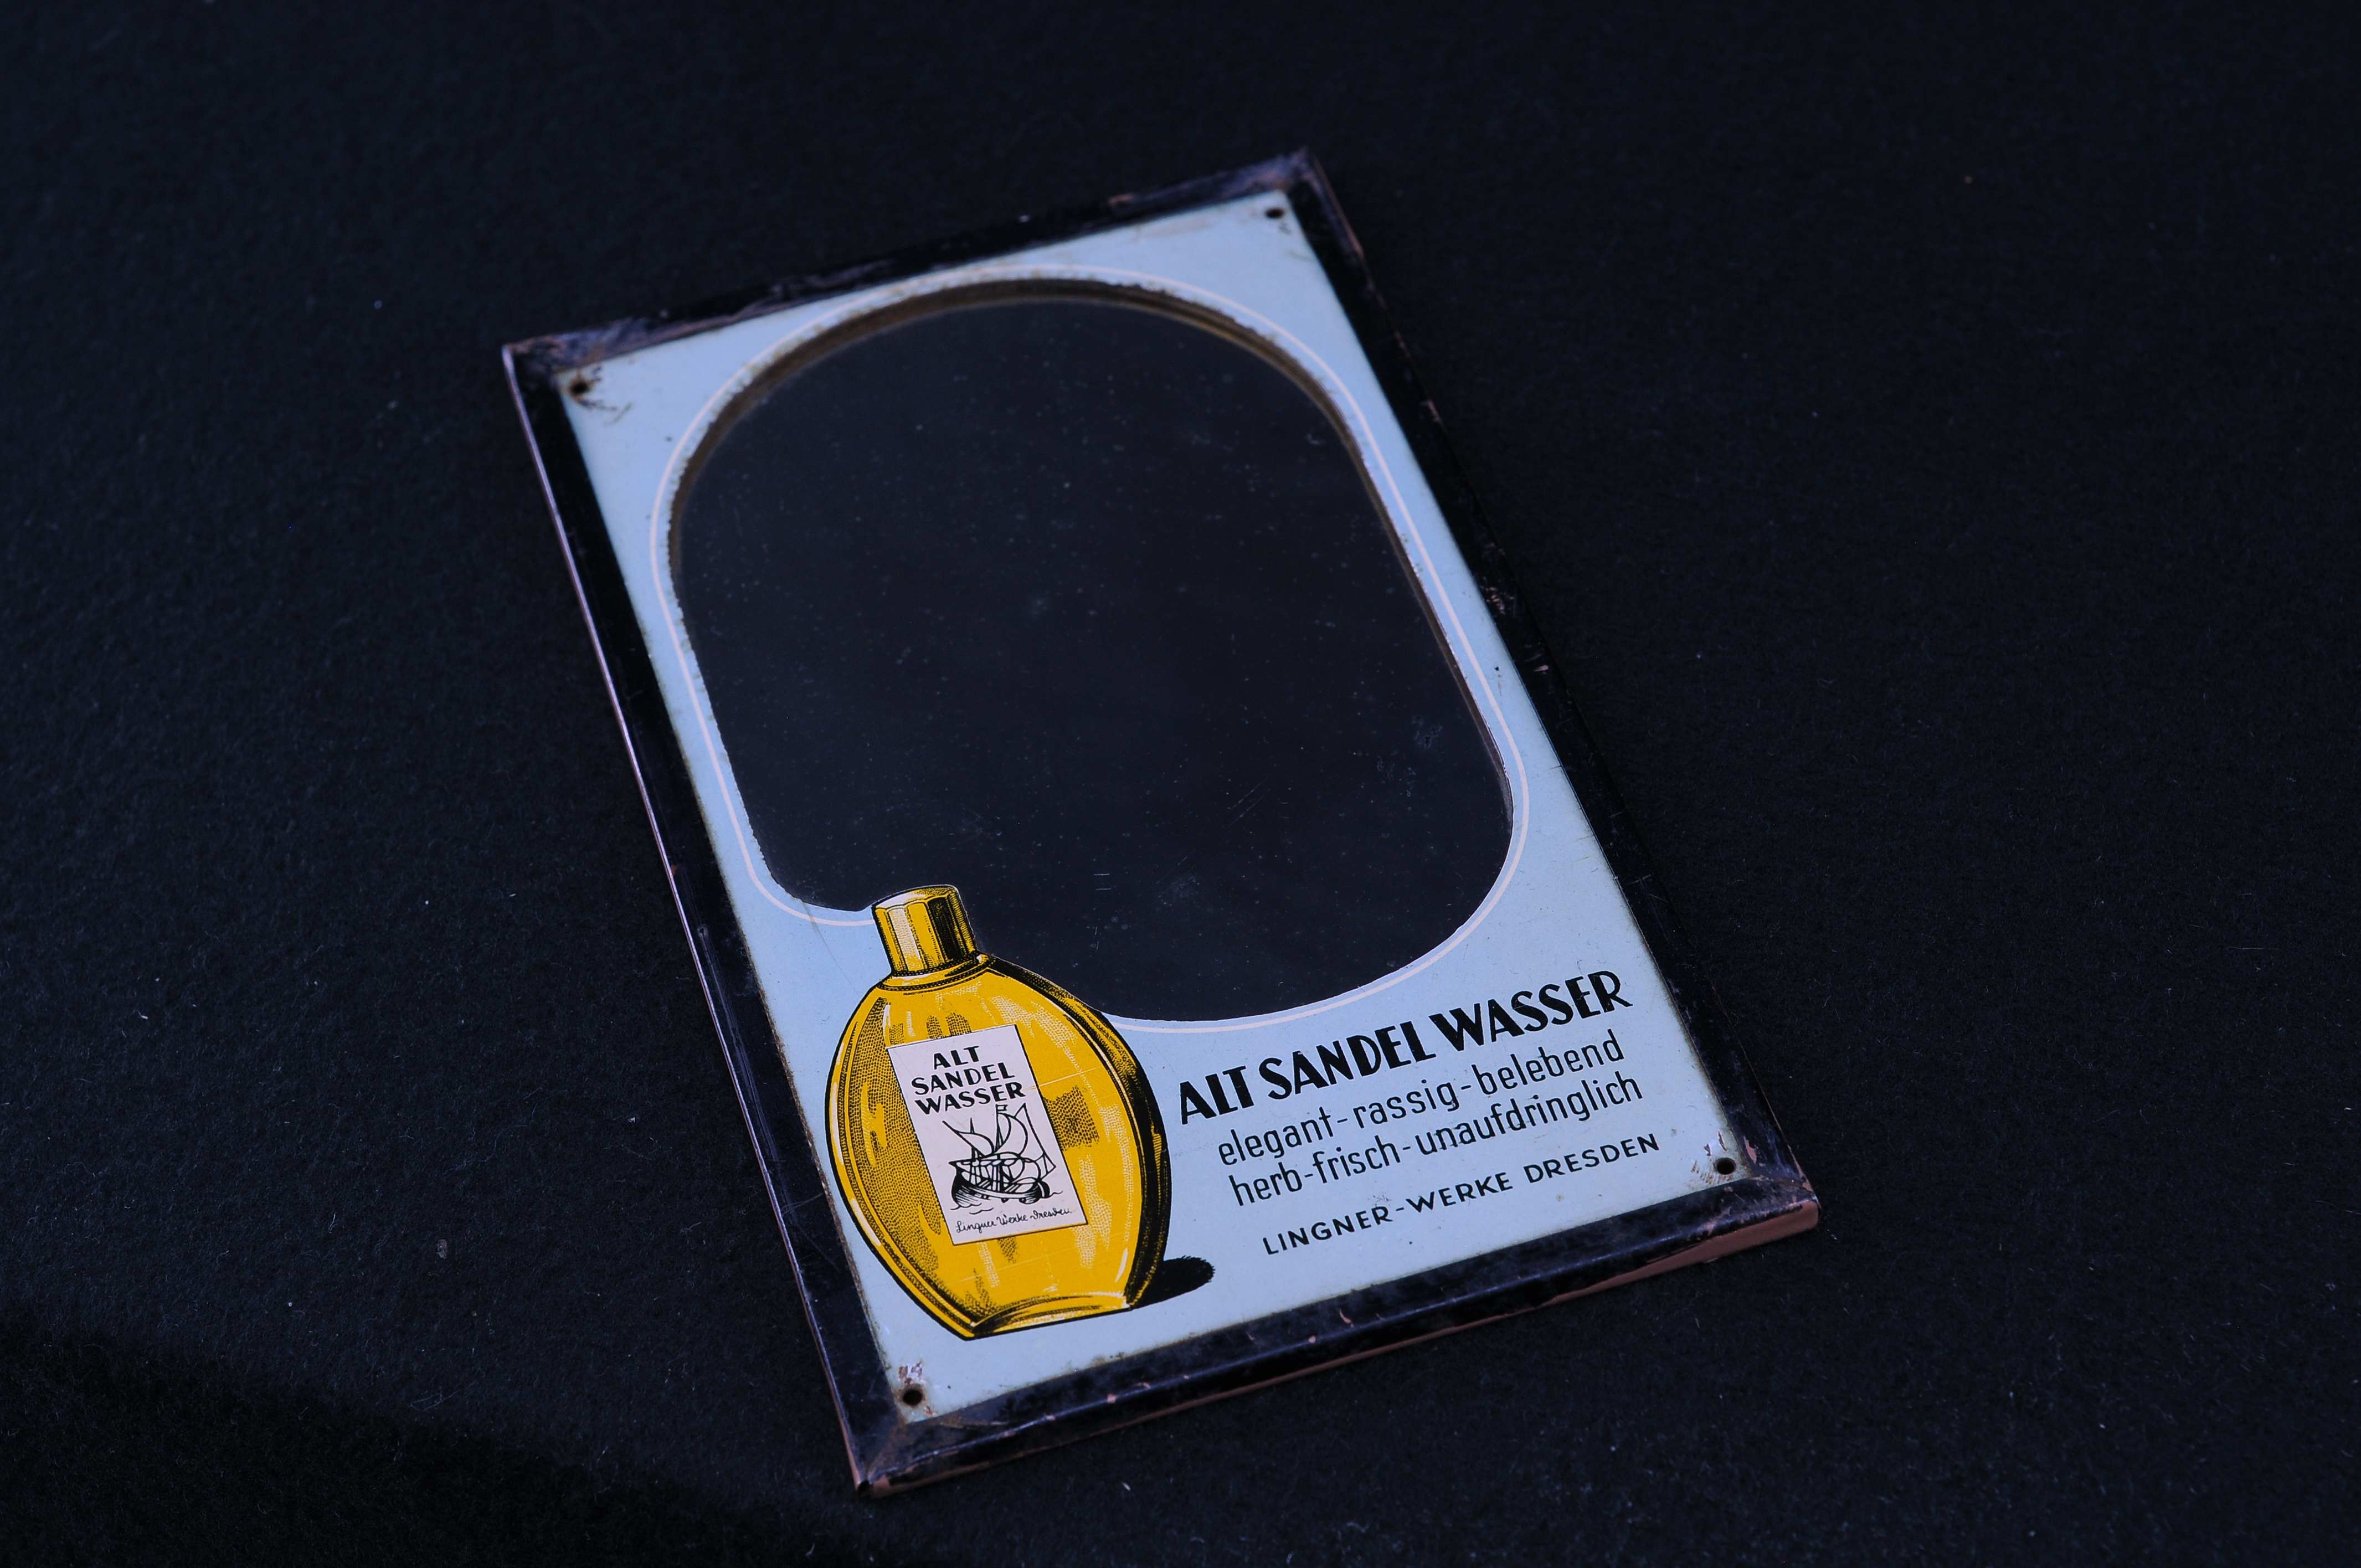 ALT
SANDEL
WASSER
Lingner Werke-Dresden
ALT SANDEL WASSER
elegant-rassig-belebend
herb-frisch-unaufdringlich
LINGNER-WERKE DRESDEN